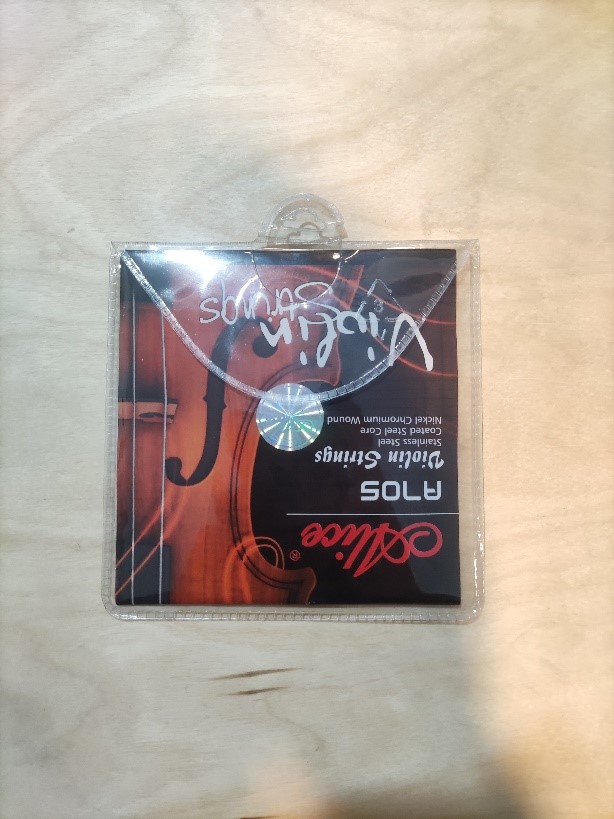 Alice®
A705
Violin Strings
Stainless Steel
Coated Steel Core
Nickel Chromium Wound
Violin
Strings